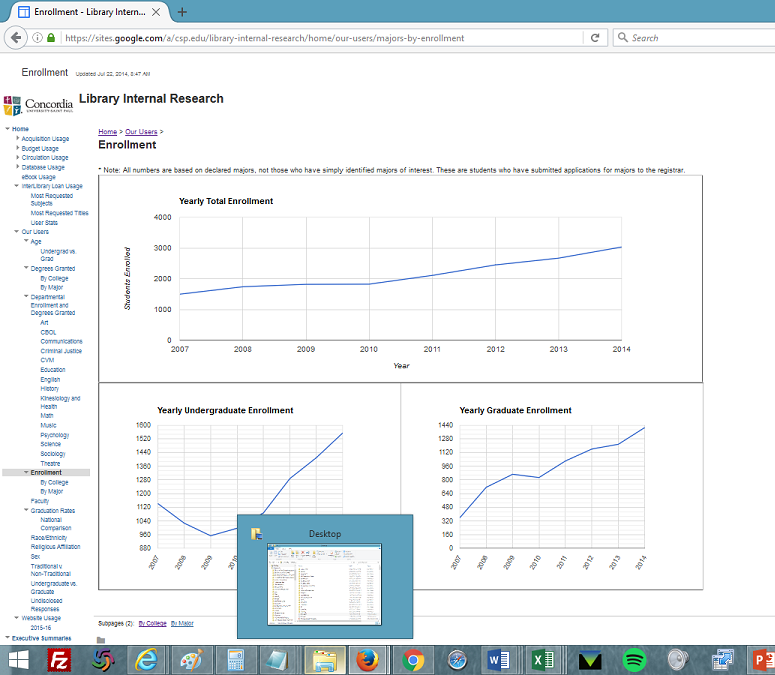 Enrollment - Library Intern...
https://sites.google.com/a/csp.edu/library-internal-research/home/our-users/majors-by-enrollment
Search
Enrollment Updated Jul 22, 2014, 8:47 AM
Concordia
UNIVERSITY·SAINT PAUL
Library Internal Research
Home
Acquisition Usage
Budget Usage
Circulation Usage
Database Usage
eBook Usage
InterLibrary Loan Usage
Most Requested
Subjects
Most Requested Titles
User Stats
Our Users
Age
Undergrad vs.
Grad
Degrees Granted
By College
By Major
Departmental
Enrollment and
Degrees Granted
Art
CBOL
Communications
Criminal Justice
CVM
Education
English
History
Kinesiology and
Health
Math
Music
Psychology
Science
Sociology
Theatre
Enrollment
By College
By Major
Faculty
Graduation Rates
National
Comparison
Race/Ethnicity
Religious Affiliation
Sex
Traditional v.
Non-Traditional
Undergraduate vs.
Graduate
Undisclosed
Responses
Website Usage
2015-16
Executive Summaries
Home > Our Users >
Enrollment
* Note: All numbers are based on declared majors, not those who have simply identified majors of interest. These are students who have submitted applications for majors to the registrar.
Yearly Total Enrollment
4000
3000
2000
1000
0
Students Enrolled
2007 2008 2009 2010 2011 2012 2013 2014
Year
Yearly Undergraduate Enrollment
1600
1520
1440
1360
1280
1200
1120
1040
960
880
2007 2008 2009
Yearly Graduate Enrollment
1440
1280
1120
960
800
640
480
320
160
0
2007 2008 2009 2010 2011 2012 2013 2014
Desktop
Subpages (2): By College By Major